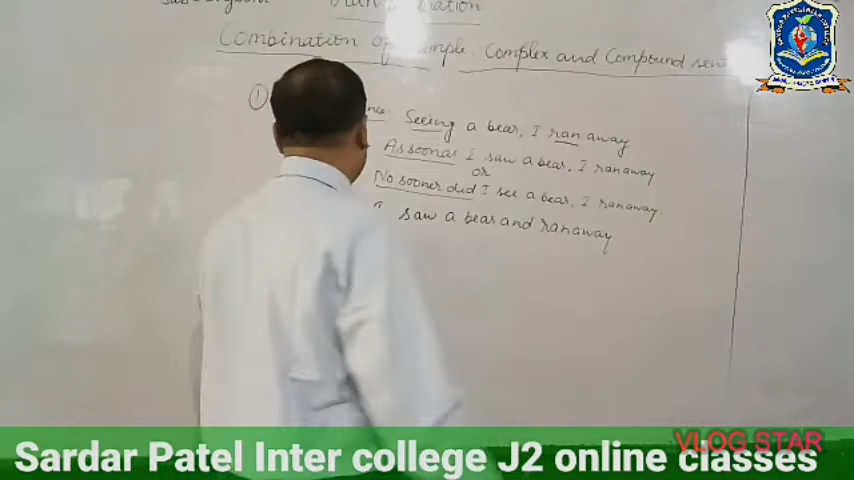 Combination of Simple, Complex and Compound
① Seeing a bear, I ran away
As soon as I saw a bear, I ran away
or
No sooner did I see a bear, I ran away
I saw a bear and ran away
Sardar Patel Inter college J2 online classes
VLOG STAR